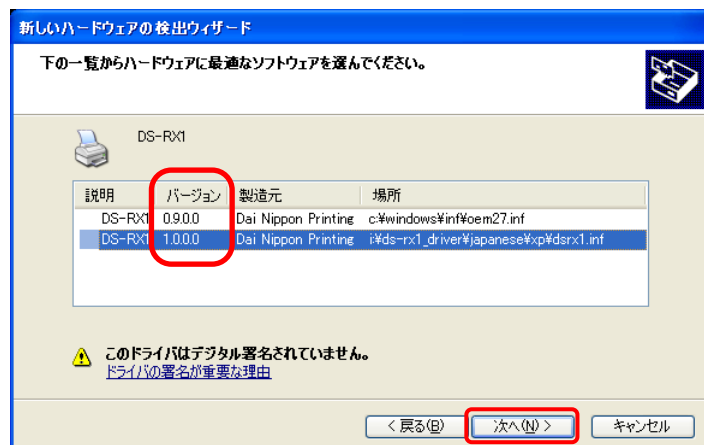 新しいハードウェアの検出ウィザード
下の一覧からハードウェアに最適なソフトウェアを選んでください。
DS-RX1
説明 バージョン 製造元 場所
DS-RX1 0.9.0.0 Dai Nippon Printing c:¥windows¥inf¥oem27.inf
DS-RX1 1.0.0.0 Dai Nippon Printing i:¥ds-rx1_driver¥japanese¥xp¥dsrx1.inf
このドライバはデジタル署名されていません。
ドライバの署名が重要な理由
< 戻る(B) 次へ(N) > キャンセル